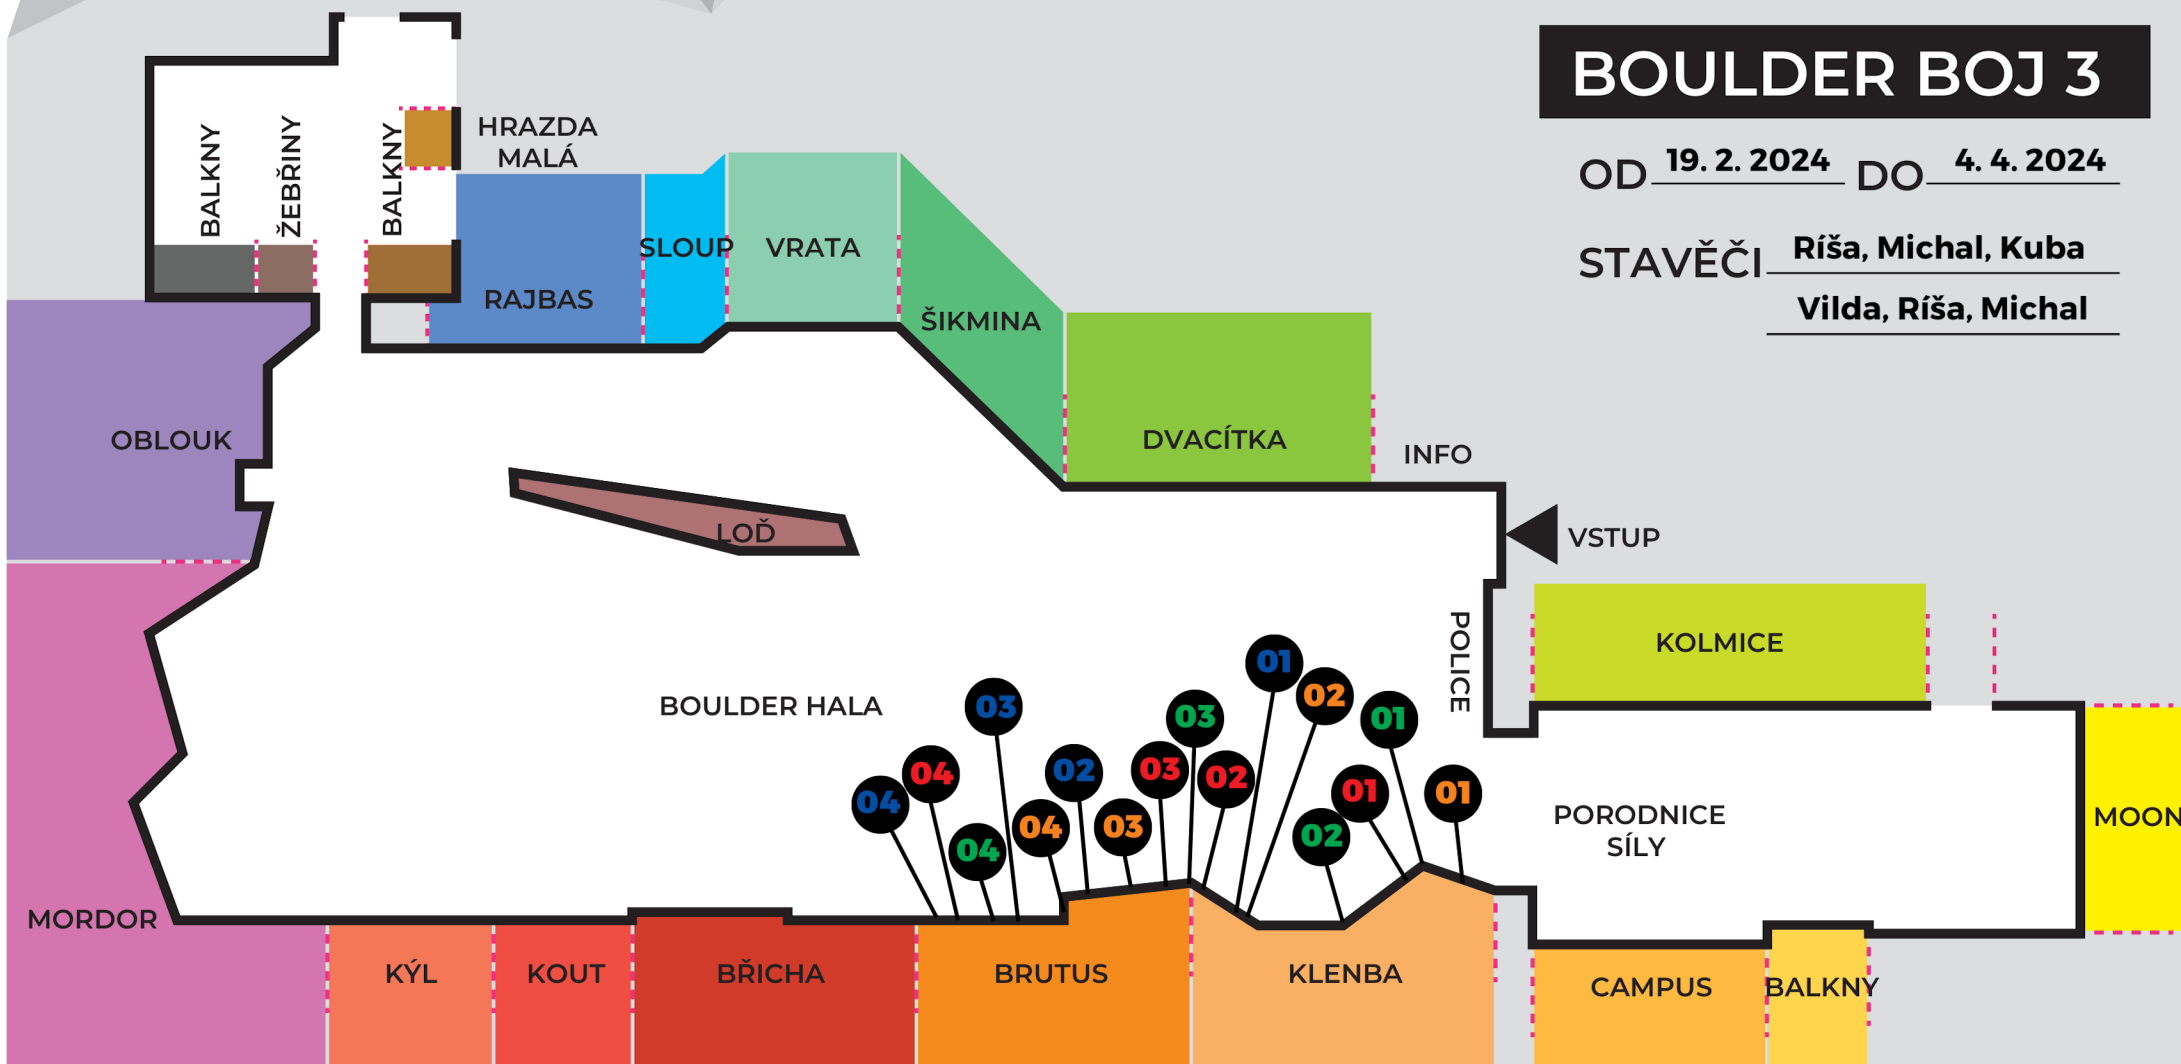 BOULDER BOJ 3
OD 19. 2. 2024 DO 4. 4. 2024
STAVĚČI Ríša, Michal, Kuba
Vilda, Ríša, Michal
BALKNY
ŽEBŘINY
BALKNY
HRAZDA
MALÁ
RAJBAS
SLOUP
VRATA
ŠIKMINA
DVACÍTKA
INFO
OBLOUK
LOĎ
VSTUP
POLICE
KOLMICE
BOULDER HALA
01
02
03
03
01
04
02
03
02
01
01
04
04
04
03
02
PORODNICE
SÍLY
MOON
MORDOR
KÝL
KOUT
BŘICHA
BRUTUS
KLENBA
CAMPUS
BALKNY